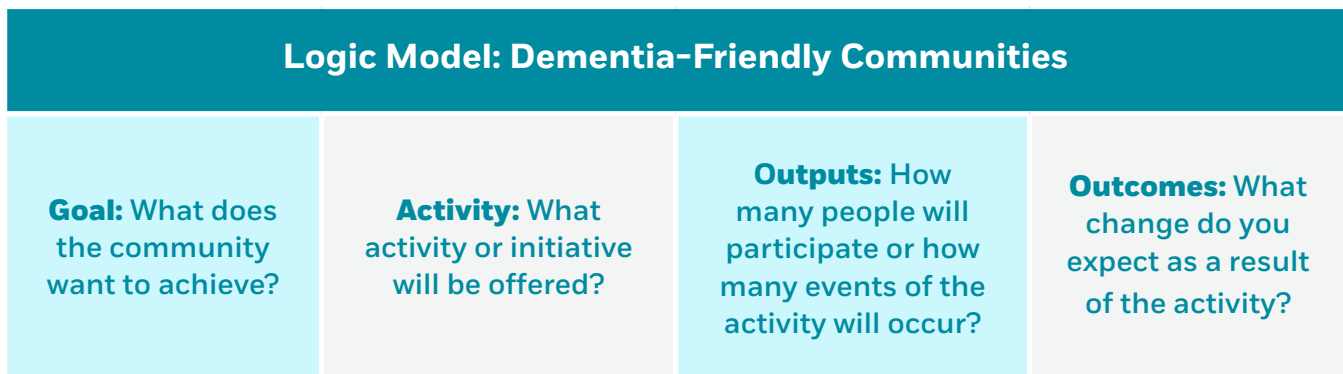 Logic Model: Dementia-Friendly Communities
Goal: What does
the community
want to achieve?
Activity: What
activity or initiative
will be offered?
Outputs: How
many people will
participate or how
many events of the
activity will occur?
Outcomes: What
change do you
expect as a result
of the activity?